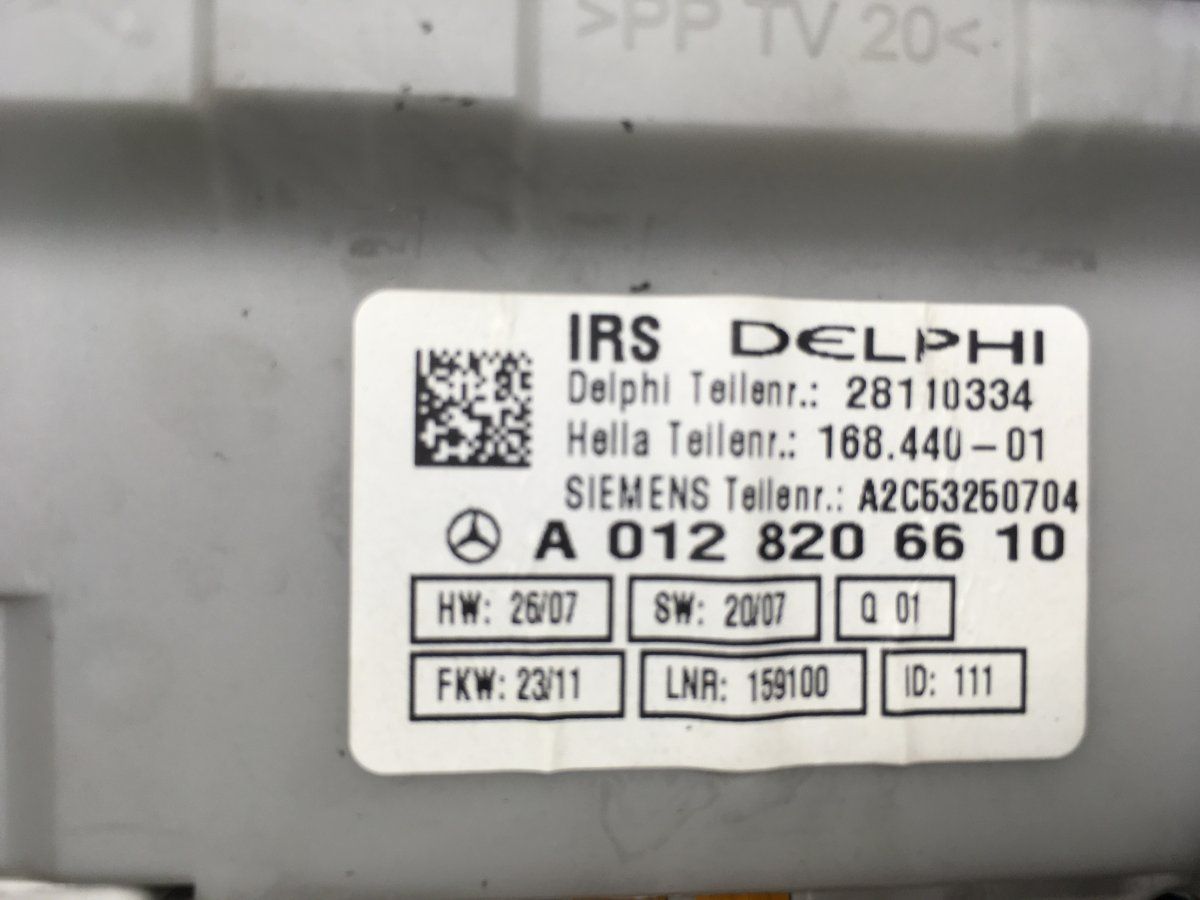 >PP TV 20<
IRS DELPHI
Delphi Teilenr.: 28110334
Hella Teilenr.: 168.440-01
SIEMENS Teilenr.: A2C53260704
A 012 820 66 10
HW: 26/07 SW: 20/07 Q 01
FKW: 23/11 LNR: 159100 ID: 111